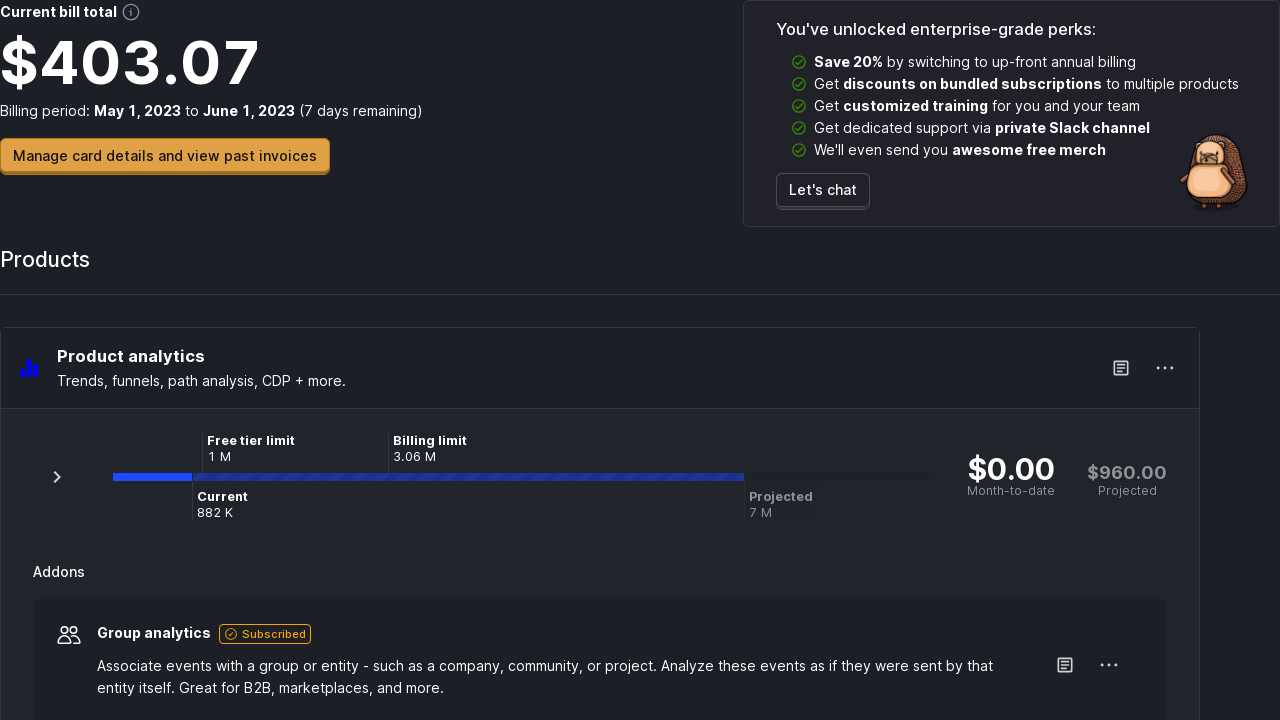 Current bill total
$403.07
Billing period: May 1, 2023 to June 1, 2023 (7 days remaining)
Manage card details and view past invoices
You've unlocked enterprise-grade perks:
Save 20% by switching to up-front annual billing
Get discounts on bundled subscriptions to multiple products
Get customized training for you and your team
Get dedicated support via private Slack channel
We'll even send you awesome free merch
Let's chat
Products
Product analytics
Trends, funnels, path analysis, CDP + more.
Free tier limit
1 M
Billing limit
3.06 M
Current
882 K
Projected
7 M
$0.00
Month-to-date
$960.00
Projected
Addons
Group analytics
Subscribed
Associate events with a group or entity - such as a company, community, or project. Analyze these events as if they were sent by that
entity itself. Great for B2B, marketplaces, and more.